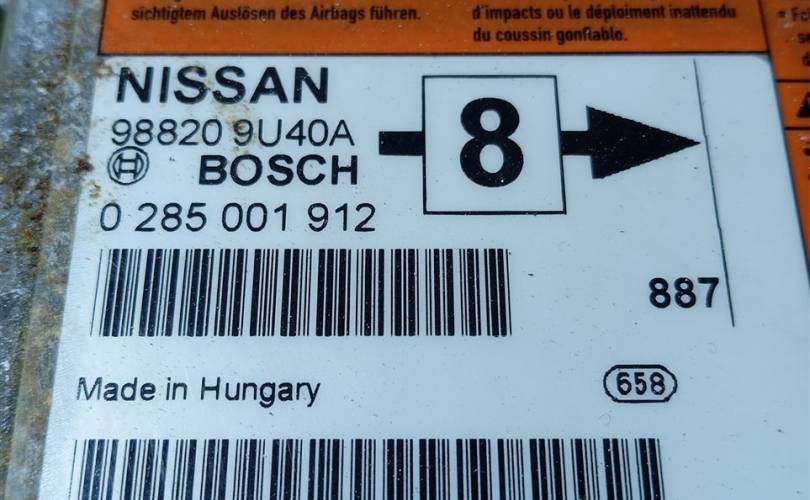 sichtigtem Auslösen des Airbags führen.
d'impacts ou le déploiement inattendu
du coussin gonflable.
NISSAN
98820 9U40A
8
BOSCH
0 285 001 912
887
Made in Hungary
658